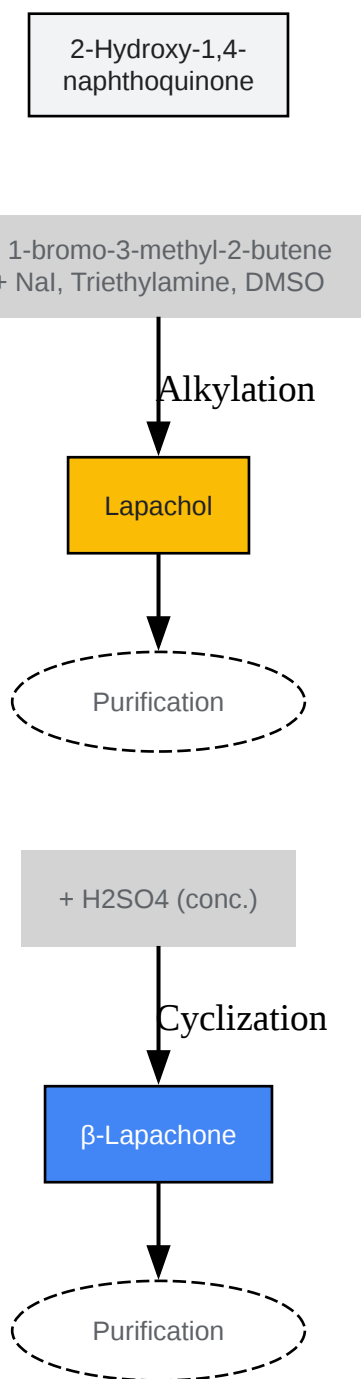 2-Hydroxy-1,4-
naphthoquinone
1-bromo-3-methyl-2-butene
+ NaI, Triethylamine, DMSO
Alkylation
Lapachol
Purification
+ H2SO4 (conc.)
Cyclization
β-Lapachone
Purification